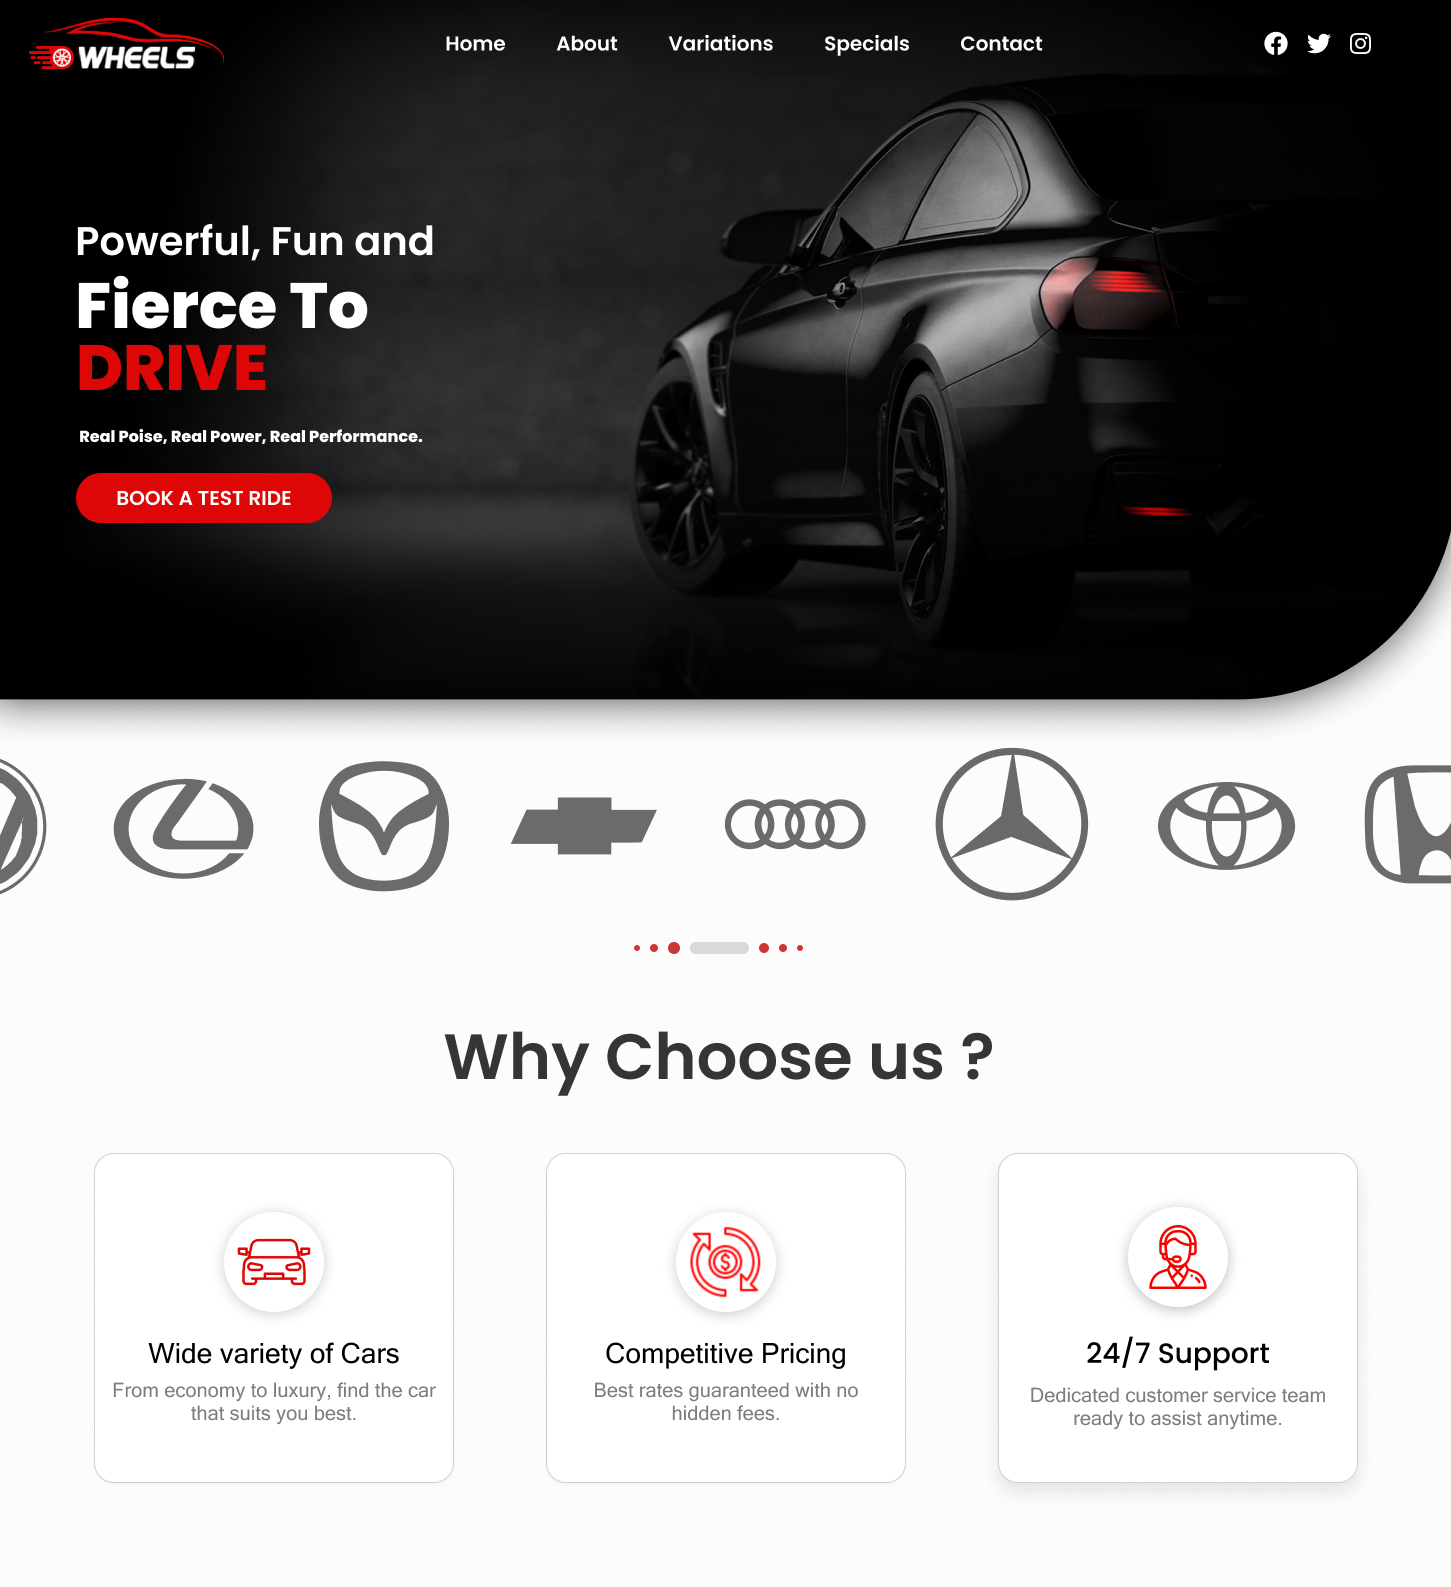 WHEELS
Home About Variations Specials Contact
Powerful, Fun and
Fierce To
DRIVE
Real Poise, Real Power, Real Performance.
BOOK A TEST RIDE
Why Choose us ?
Wide variety of Cars
From economy to luxury, find the car
that suits you best.
Competitive Pricing
Best rates guaranteed with no
hidden fees.
24/7 Support
Dedicated customer service team
ready to assist anytime.